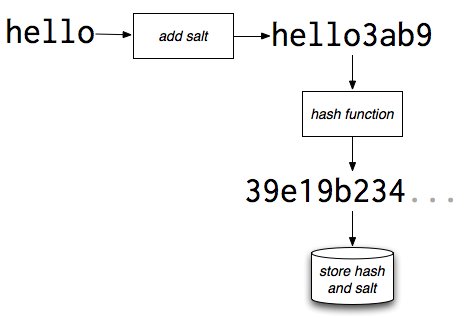 hello
add salt
hello3ab9
hash function
39e19b234...
store hash
and salt